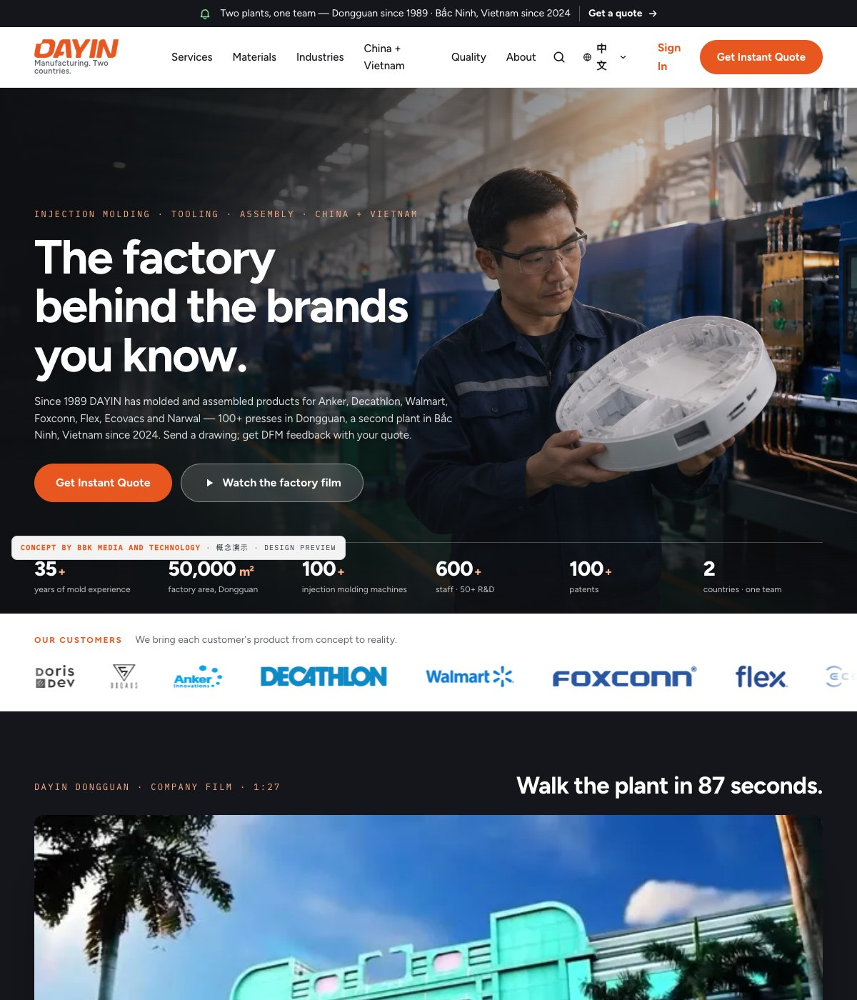 Two plants, one team — Dongguan since 1989 · Bắc Ninh, Vietnam since 2024
Get a quote →
DAYIN
Manufacturing. Two
countries.
Services
Materials
Industries
China +
Vietnam
Quality
About
中
文
Sign
In
Get Instant Quote
INJECTION MOLDING · TOOLING · ASSEMBLY · CHINA + VIETNAM
The factory
behind the brands
you know.
Since 1989 DAYIN has molded and assembled products for Anker, Decathlon, Walmart,
Foxconn, Flex, Ecovacs and Narwal — 100+ presses in Dongguan, a second plant in Bắc
Ninh, Vietnam since 2024. Send a drawing; get DFM feedback with your quote.
Get Instant Quote
Watch the factory film
CONCEPT BY BBK MEDIA AND TECHNOLOGY · 概念演示 · DESIGN PREVIEW
35+
50,000 m²
100+
600+
100+
2
years of mold experience
factory area, Dongguan
injection molding machines
staff · 50+ R&D
patents
countries · one team
OUR CUSTOMERS
We bring each customer's product from concept to reality.
Doris
Dev
Anker
Innovations
DECATHLON
Walmart
FOXCONN®
flex.
DAYIN DONGGUAN · COMPANY FILM · 1:27
Walk the plant in 87 seconds.